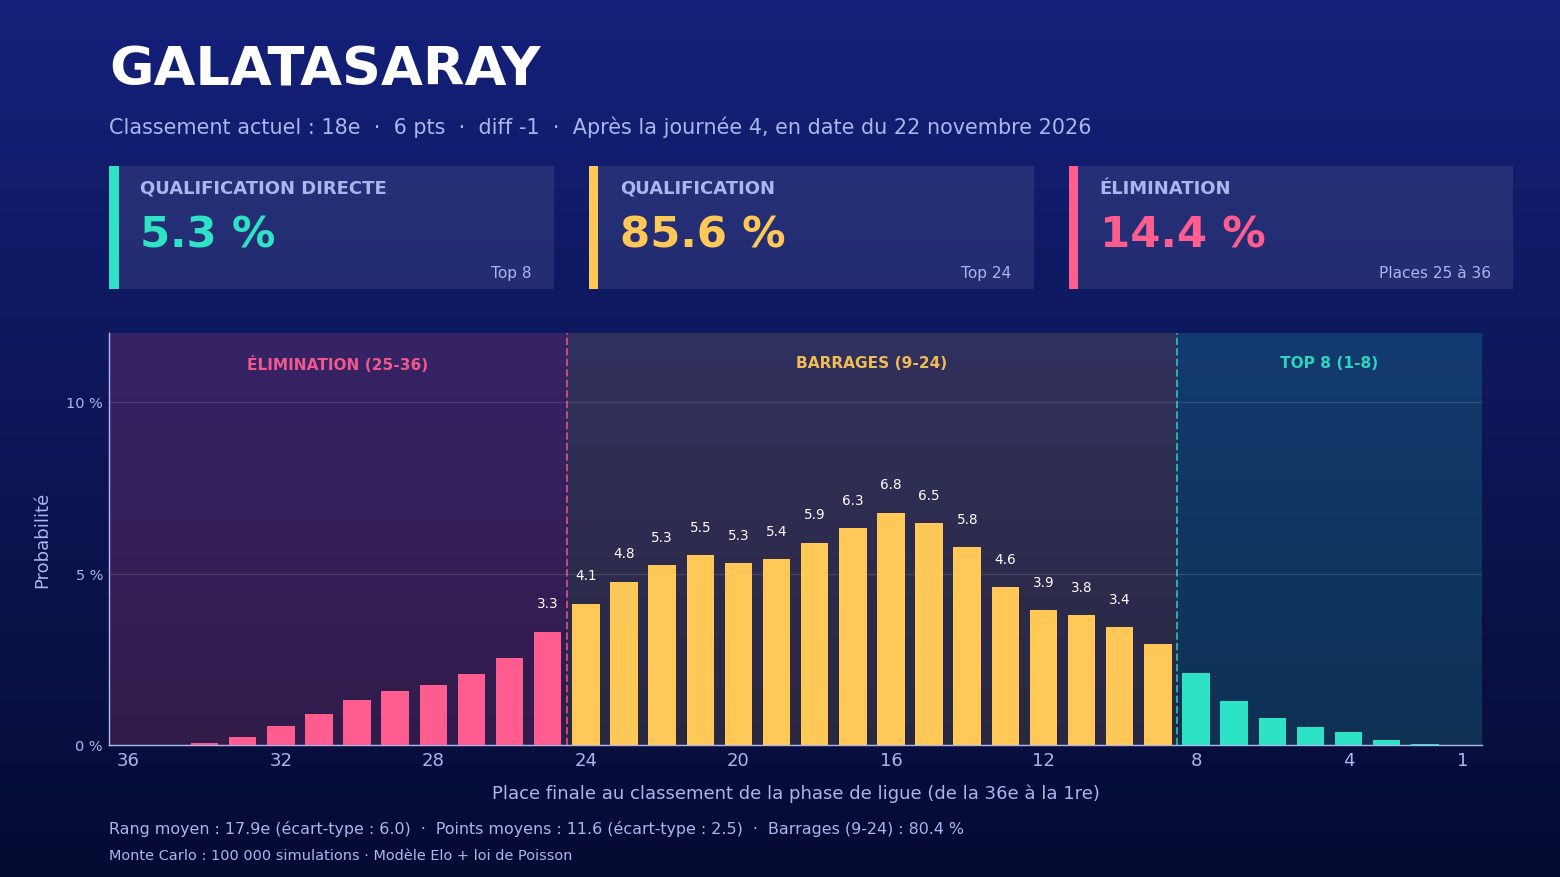 GALATASARAY
Classement actuel : 18e · 6 pts · diff -1 · Après la journée 4, en date du 22 novembre 2026
QUALIFICATION DIRECTE
5.3 %
Top 8
QUALIFICATION
85.6 %
Top 24
ÉLIMINATION
14.4 %
Places 25 à 36
ÉLIMINATION (25-36)
BARRAGES (9-24)
TOP 8 (1-8)
Probabilité
10 %
5 %
0 %
3.3
4.1
4.8
5.3
5.5
5.3
5.4
5.9
6.3
6.8
6.5
5.8
4.6
3.9
3.8
3.4
36 32 28 24 20 16 12 8 4 1
Place finale au classement de la phase de ligue (de la 36e à la 1re)
Rang moyen : 17.9e (écart-type : 6.0) · Points moyens : 11.6 (écart-type : 2.5) · Barrages (9-24) : 80.4 %
Monte Carlo : 100 000 simulations · Modèle Elo + loi de Poisson